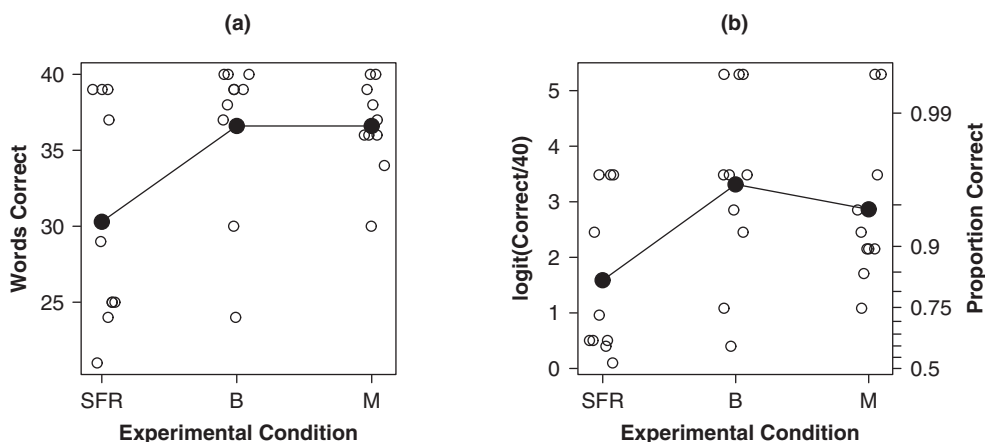 (a)
40
35
30
25
Words Correct
SFR
B
M
Experimental Condition
(b)
5
4
3
2
1
0
logit(Correct/40)
0.99
0.9
0.75
0.5
Proportion Correct
SFR
B
M
Experimental Condition